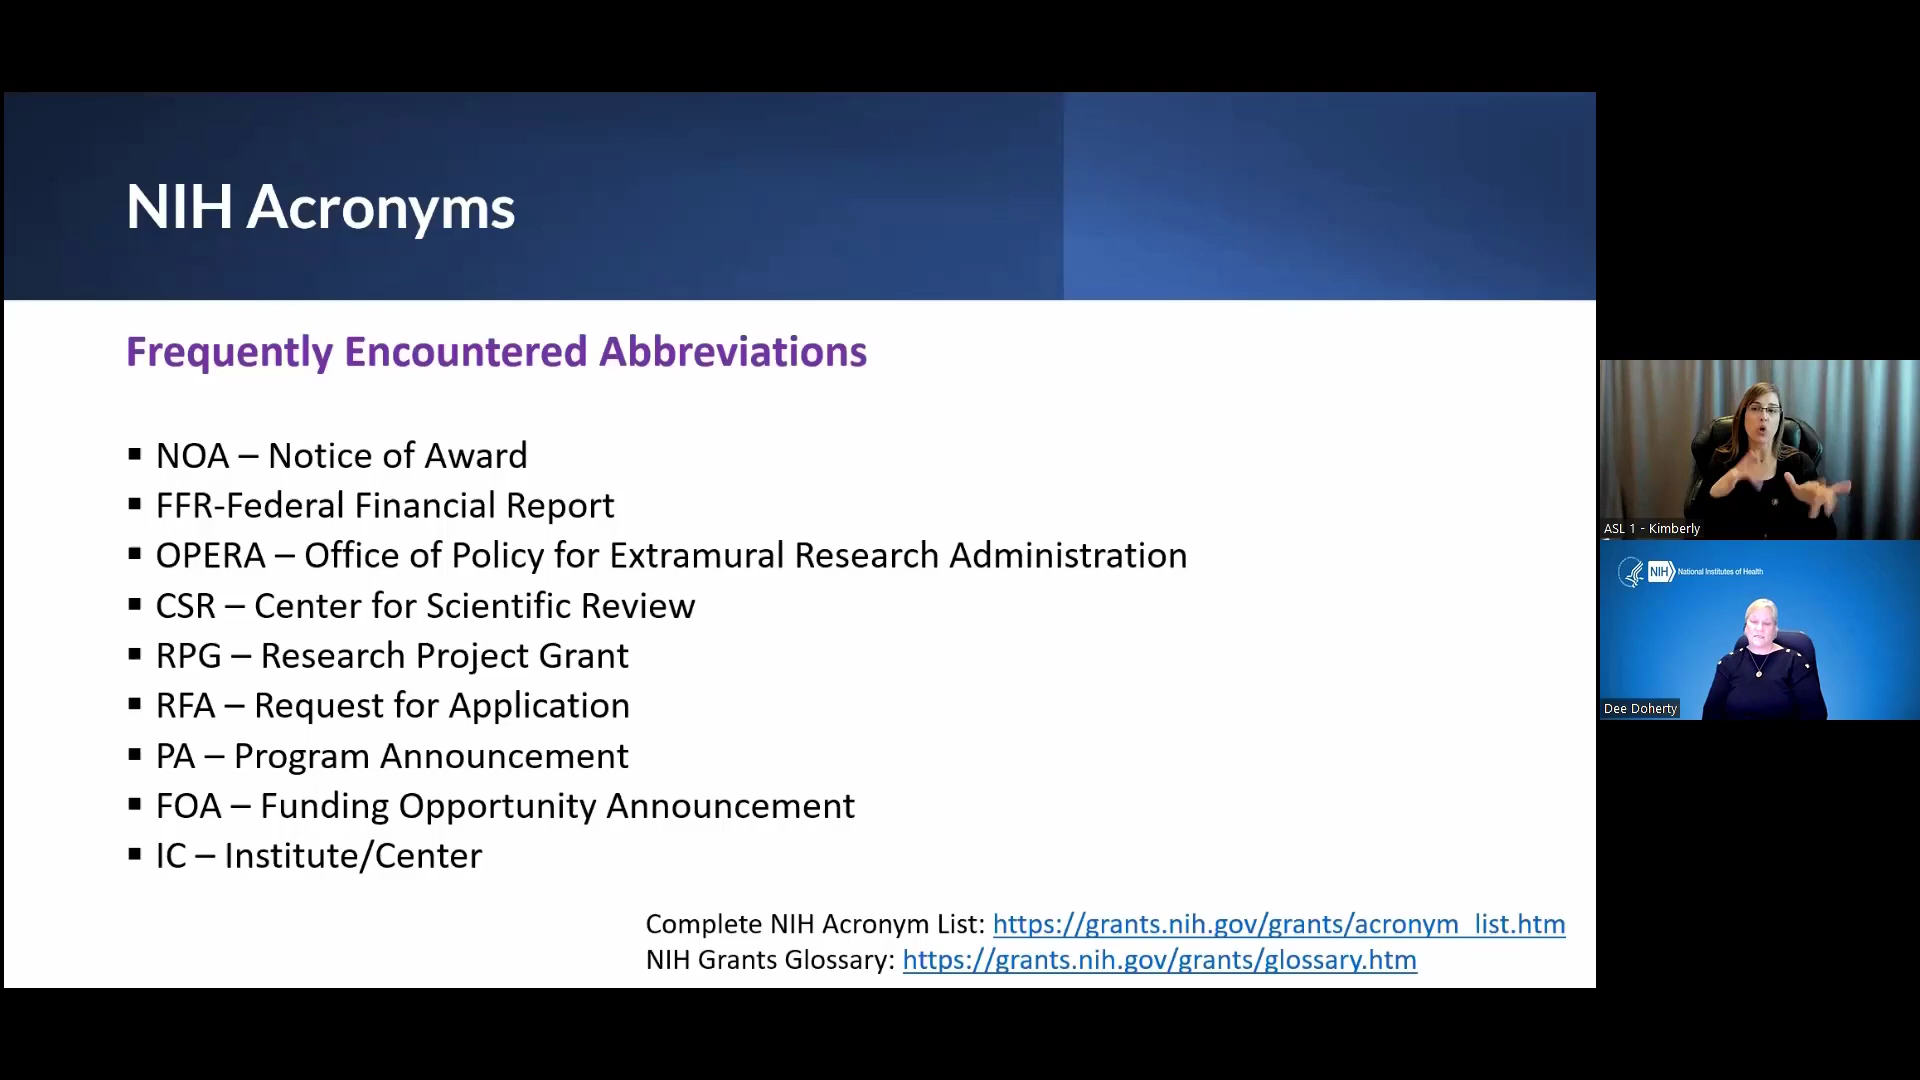 NIH Acronyms
Frequently Encountered Abbreviations
▪ NOA – Notice of Award
▪ FFR-Federal Financial Report
▪ OPERA – Office of Policy for Extramural Research Administration
▪ CSR – Center for Scientific Review
▪ RPG – Research Project Grant
▪ RFA – Request for Application
▪ PA – Program Announcement
▪ FOA – Funding Opportunity Announcement
▪ IC – Institute/Center
Complete NIH Acronym List: https://grants.nih.gov/grants/acronym_list.htm
NIH Grants Glossary: https://grants.nih.gov/grants/glossary.htm
ASL 1 - Kimberly
NIH National Institutes of Health
Dee Doherty